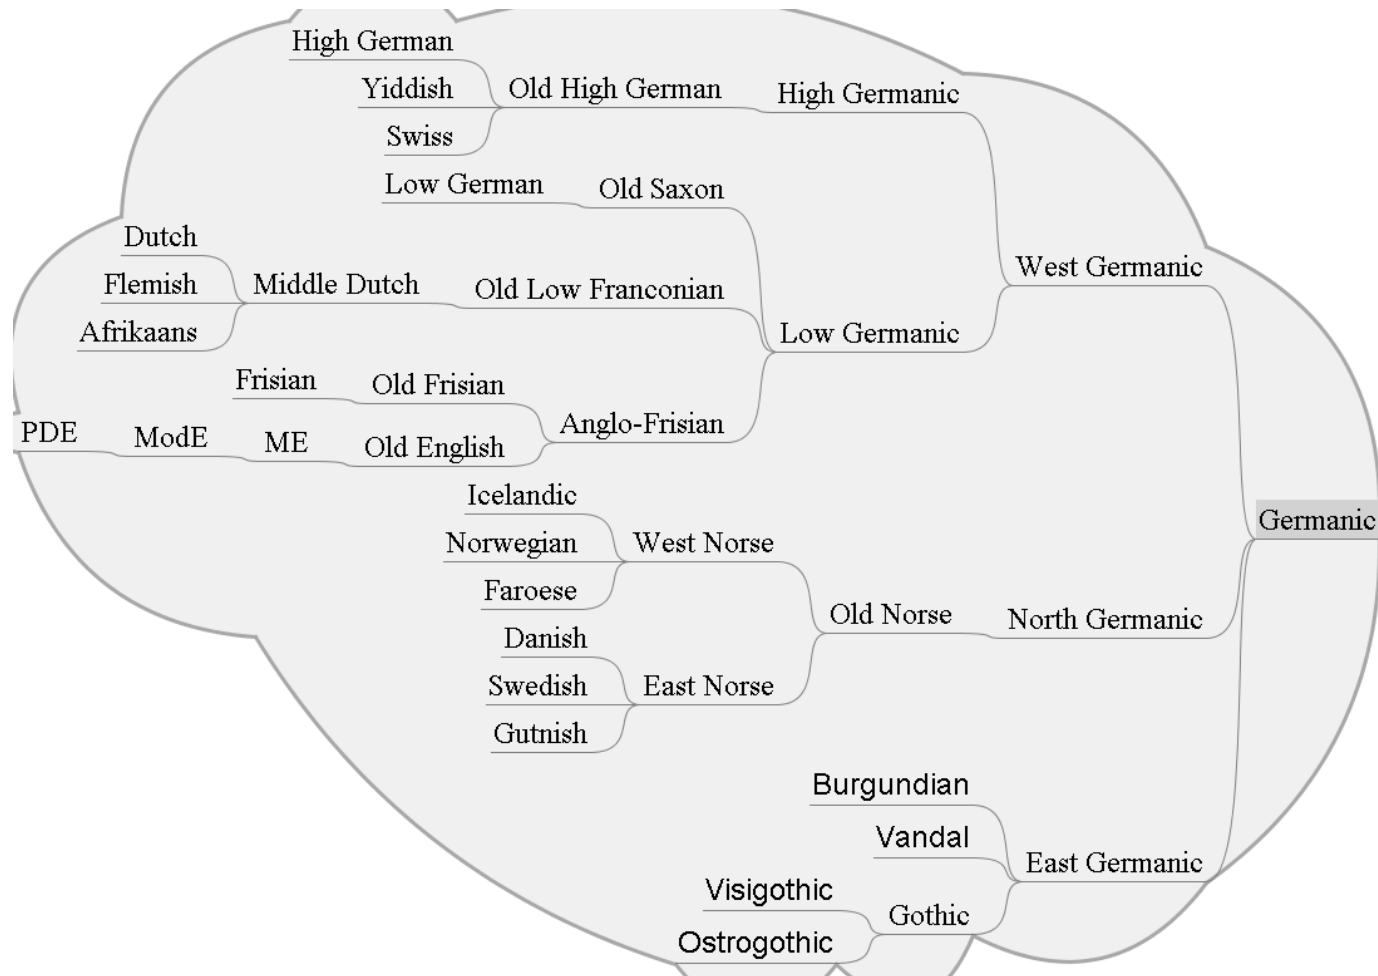 High German
Yiddish
Old High German
High Germanic
Swiss
Low German
Old Saxon
Dutch
West Germanic
Flemish
Middle Dutch
Old Low Franconian
Afrikaans
Low Germanic
Frisian
Old Frisian
Anglo-Frisian
PDE
ModE
ME
Old English
Icelandic
Germanic
Norwegian
West Norse
Faroese
Old Norse
North Germanic
Danish
Swedish
East Norse
Gutnish
Burgundian
Vandal
East Germanic
Visigothic
Gothic
Ostrogothic